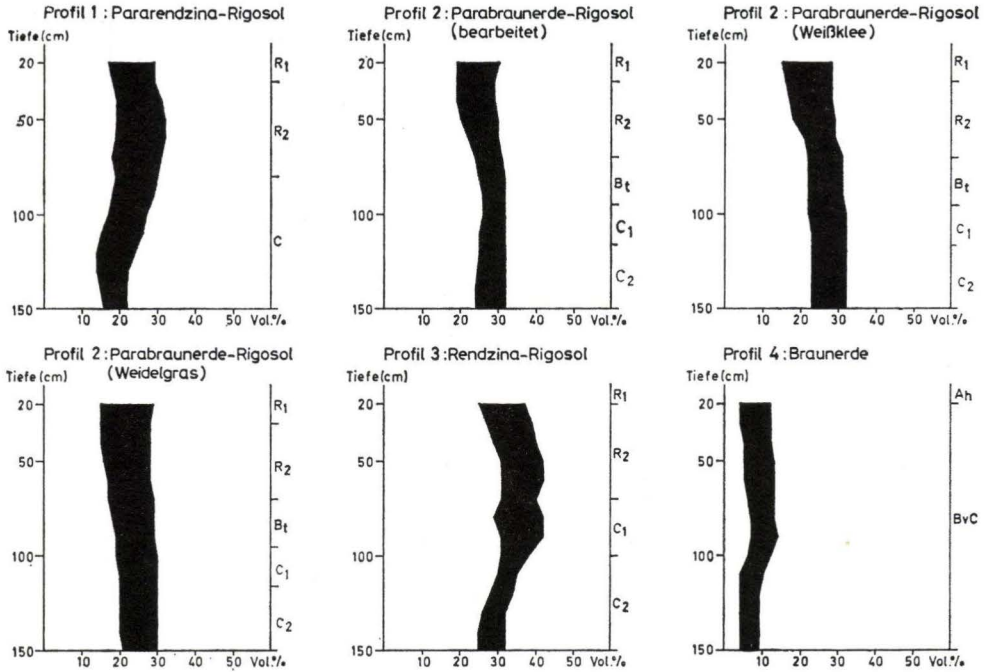 Profil 1 : Pararendzina-Rigosol
Tiefe (cm)
20
50
100
150
10 20 30 40 50 Vol.%
R1
R2
C
Profil 2 : Parabraunerde-Rigosol
(bearbeitet)
Tiefe (cm)
20
50
100
150
10 20 30 40 50 Vol.%
R1
R2
Bt
C1
C2
Profil 2 : Parabraunerde-Rigosol
(Weißklee)
Tiefe (cm)
20
50
100
150
10 20 30 40 50 Vol.%
R1
R2
Bt
C1
C2
Profil 2 : Parabraunerde-Rigosol
(Weidelgras)
Tiefe (cm)
20
50
100
150
10 20 30 40 50 Vol.%
R1
R2
Bt
C1
C2
Profil 3 : Rendzina-Rigosol
Tiefe (cm)
20
50
100
150
10 20 30 40 50 Vol.%
R1
R2
C1
C2
Profil 4 : Braunerde
Tiefe (cm)
20
50
100
150
10 20 30 40 50 Vol.%
Ah
BvC